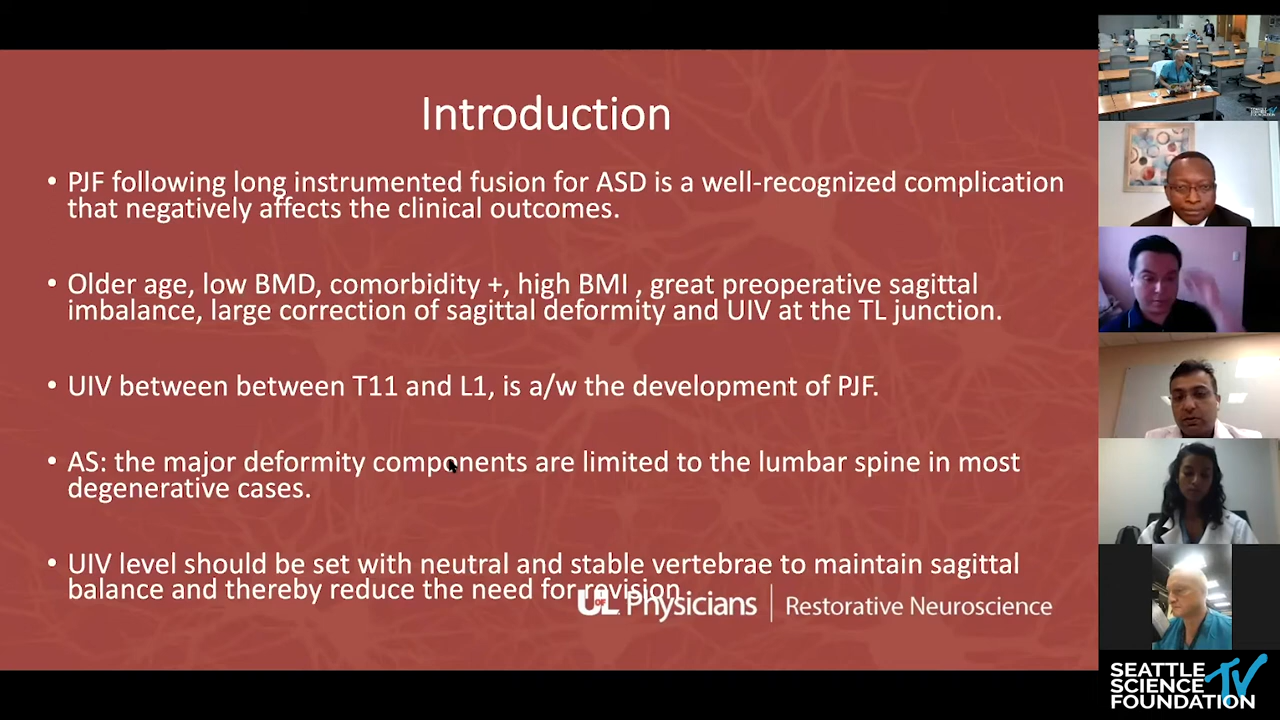 Introduction
• PJF following long instrumented fusion for ASD is a well-recognized complication
that negatively affects the clinical outcomes.
• Older age, low BMD, comorbidity +, high BMI , great preoperative sagittal
imbalance, large correction of sagittal deformity and UIV at the TL junction.
• UIV between between T11 and L1, is a/w the development of PJF.
• AS: the major deformity components are limited to the lumbar spine in most
degenerative cases.
• UIV level should be set with neutral and stable vertebrae to maintain sagittal
balance and thereby reduce the need for revision
UofL Physicians | Restorative Neuroscience
SEATTLE
SCIENCE
FOUNDATION
TV